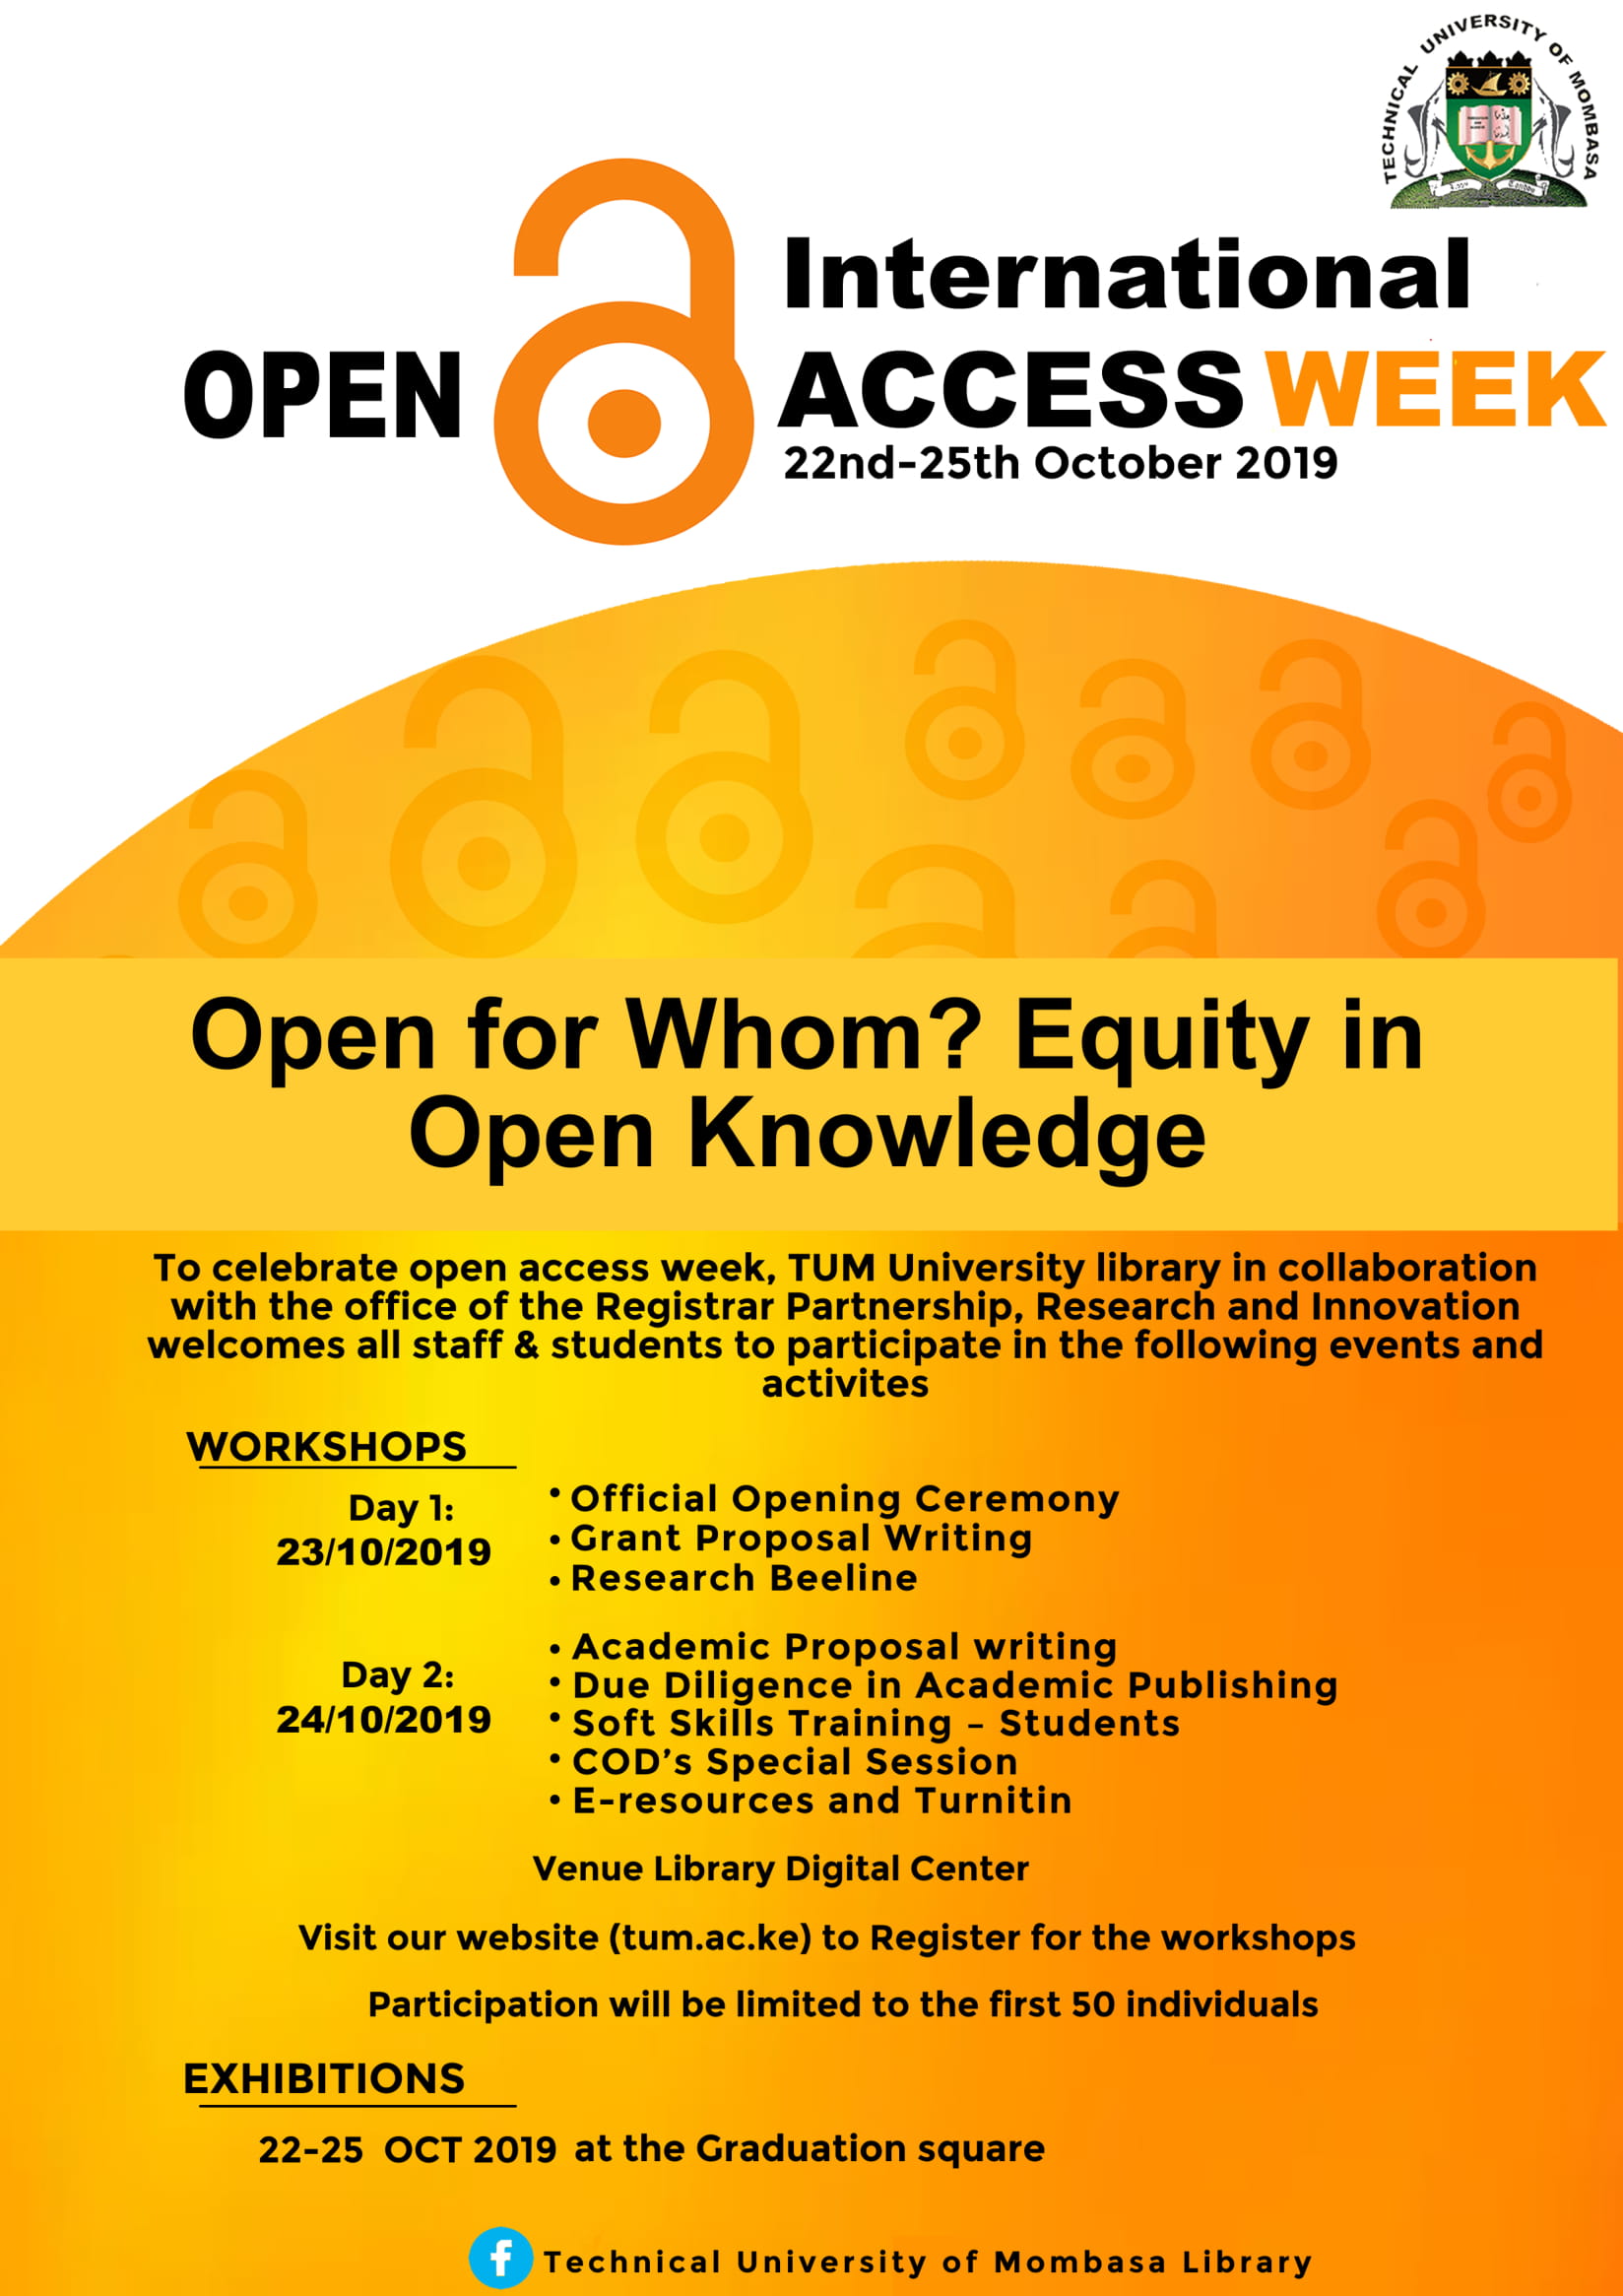 TECHNICAL UNIVERSITY OF MOMBASA
International
OPEN ACCESS WEEK
22nd-25th October 2019
Open for Whom? Equity in
Open Knowledge
To celebrate open access week, TUM University library in collaboration
with the office of the Registrar Partnership, Research and Innovation
welcomes all staff & students to participate in the following events and
activites
WORKSHOPS
Day 1:
23/10/2019
• Official Opening Ceremony
• Grant Proposal Writing
• Research Beeline
Day 2:
24/10/2019
• Academic Proposal writing
• Due Diligence in Academic Publishing
• Soft Skills Training – Students
• COD's Special Session
• E-resources and Turnitin
Venue Library Digital Center
Visit our website (tum.ac.ke) to Register for the workshops
Participation will be limited to the first 50 individuals
EXHIBITIONS
22-25 OCT 2019 at the Graduation square
Technical University of Mombasa Library